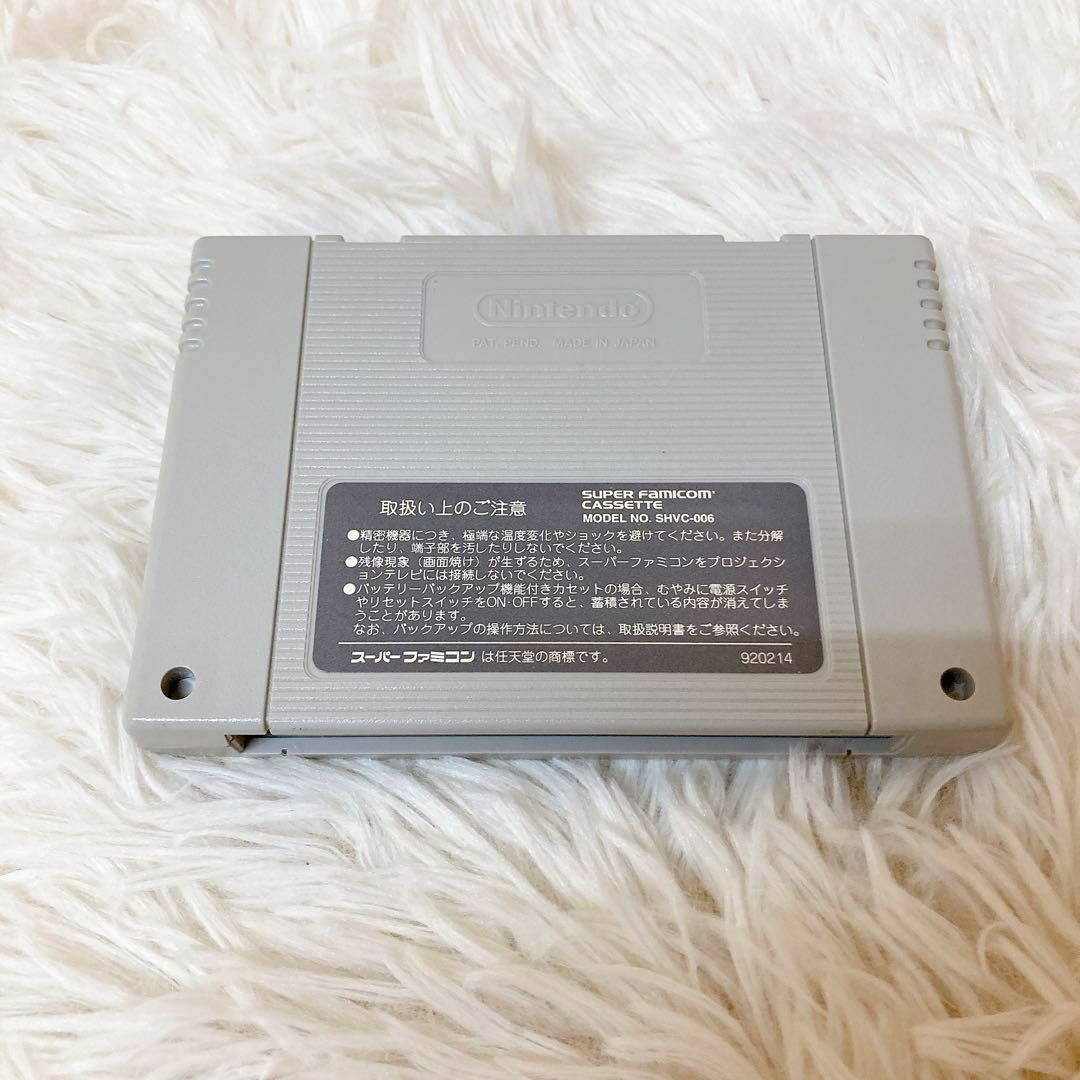 Nintendo
PAT. PEND. MADE IN JAPAN
取扱い上のご注意
SUPER FAMICOM
CASSETTE
MODEL NO. SHVC-006
●精密機器につき、極端な温度変化やショックを避けてください。また分解
したり、端子部を汚したりしないでください。
●残像現象（画面焼け）が生ずるため、スーパーファミコンをプロジェクシ
ョンテレビには接続しないでください。
●バッテリーバックアップ機能付きカセットの場合、むやみに電源スイッチ
やリセットスイッチをON·OFFすると、蓄積されている内容が消えてしま
うことがあります。
なお、バックアップの操作方法については、取扱説明書をご参照ください。
スーパーファミコン は任天堂の商標です。
920214